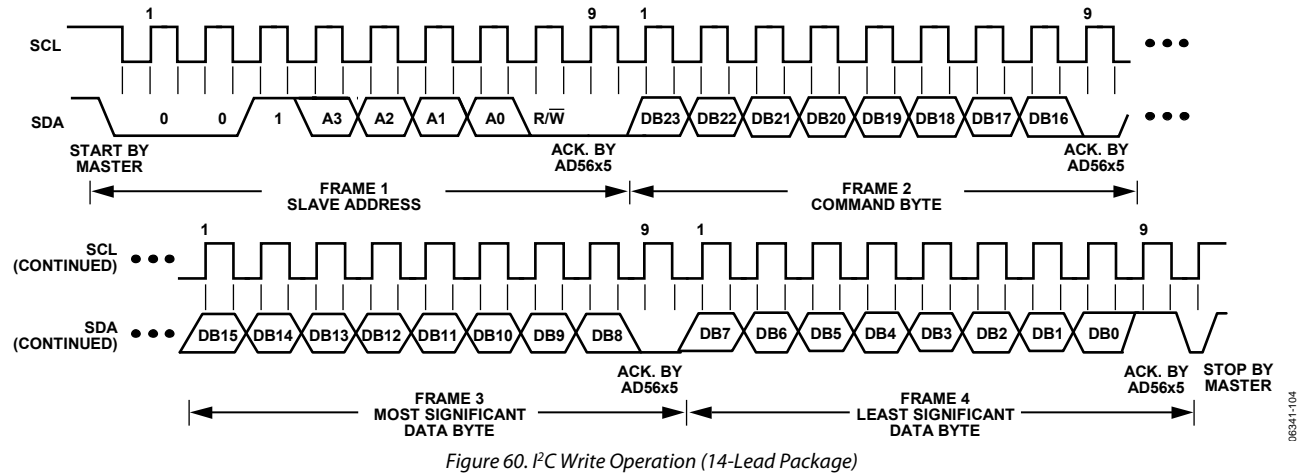 1 9 1 9
SCL
SDA
0 0 1 A3 A2 A1 A0 R/W̅ DB23 DB22 DB21 DB20 DB19 DB18 DB17 DB16
START BY
MASTER
ACK. BY
AD56x5
ACK. BY
AD56x5
FRAME 1
SLAVE ADDRESS
FRAME 2
COMMAND BYTE
1 9 1 9
SCL
(CONTINUED)
SDA
(CONTINUED)
DB15 DB14 DB13 DB12 DB11 DB10 DB9 DB8 DB7 DB6 DB5 DB4 DB3 DB2 DB1 DB0
ACK. BY
AD56x5
ACK. BY
AD56x5
STOP BY
MASTER
FRAME 3
MOST SIGNIFICANT
DATA BYTE
FRAME 4
LEAST SIGNIFICANT
DATA BYTE
06341-104
Figure 60. I²C Write Operation (14-Lead Package)